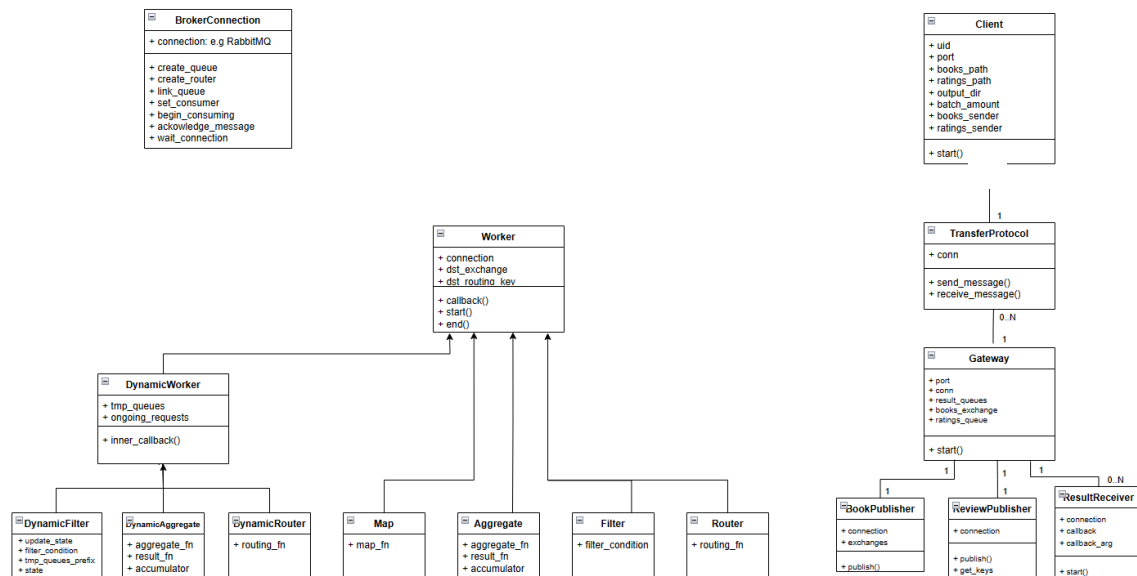 BrokerConnection
+ connection: e.g RabbitMQ
+ create_queue
+ create_router
+ link_queue
+ set_consumer
+ begin_consuming
+ ackowledge_message
+ wait_connection
Client
+ uid
+ port
+ books_path
+ ratings_path
+ output_dir
+ batch_amount
+ books_sender
+ ratings_sender
+ start()
1
TransferProtocol
+ conn
+ send_message()
+ receive_message()
0..N
1
Worker
+ connection
+ dst_exchange
+ dst_routing_key
+ callback()
+ start()
+ end()
Gateway
+ port
+ conn
+ result_queues
+ books_exchange
+ ratings_queue
+ start()
DynamicWorker
+ tmp_queues
+ ongoing_requests
+ inner_callback()
1
1
1
1
1
0..N
DynamicFilter
+ update_state
+ filter_condition
+ tmp_queues_prefix
+ state
DynamicAggregate
+ aggregate_fn
+ result_fn
+ accumulator
DynamicRouter
+ routing_fn
Map
+ map_fn
Aggregate
+ aggregate_fn
+ result_fn
+ accumulator
Filter
+ filter_condition
Router
+ routing_fn
BookPublisher
+ connection
+ exchanges
+ publish()
ReviewPublisher
+ connection
+ publish()
+ get_keys
ResultReceiver
+ connection
+ callback
+ callback_arg
+ start()